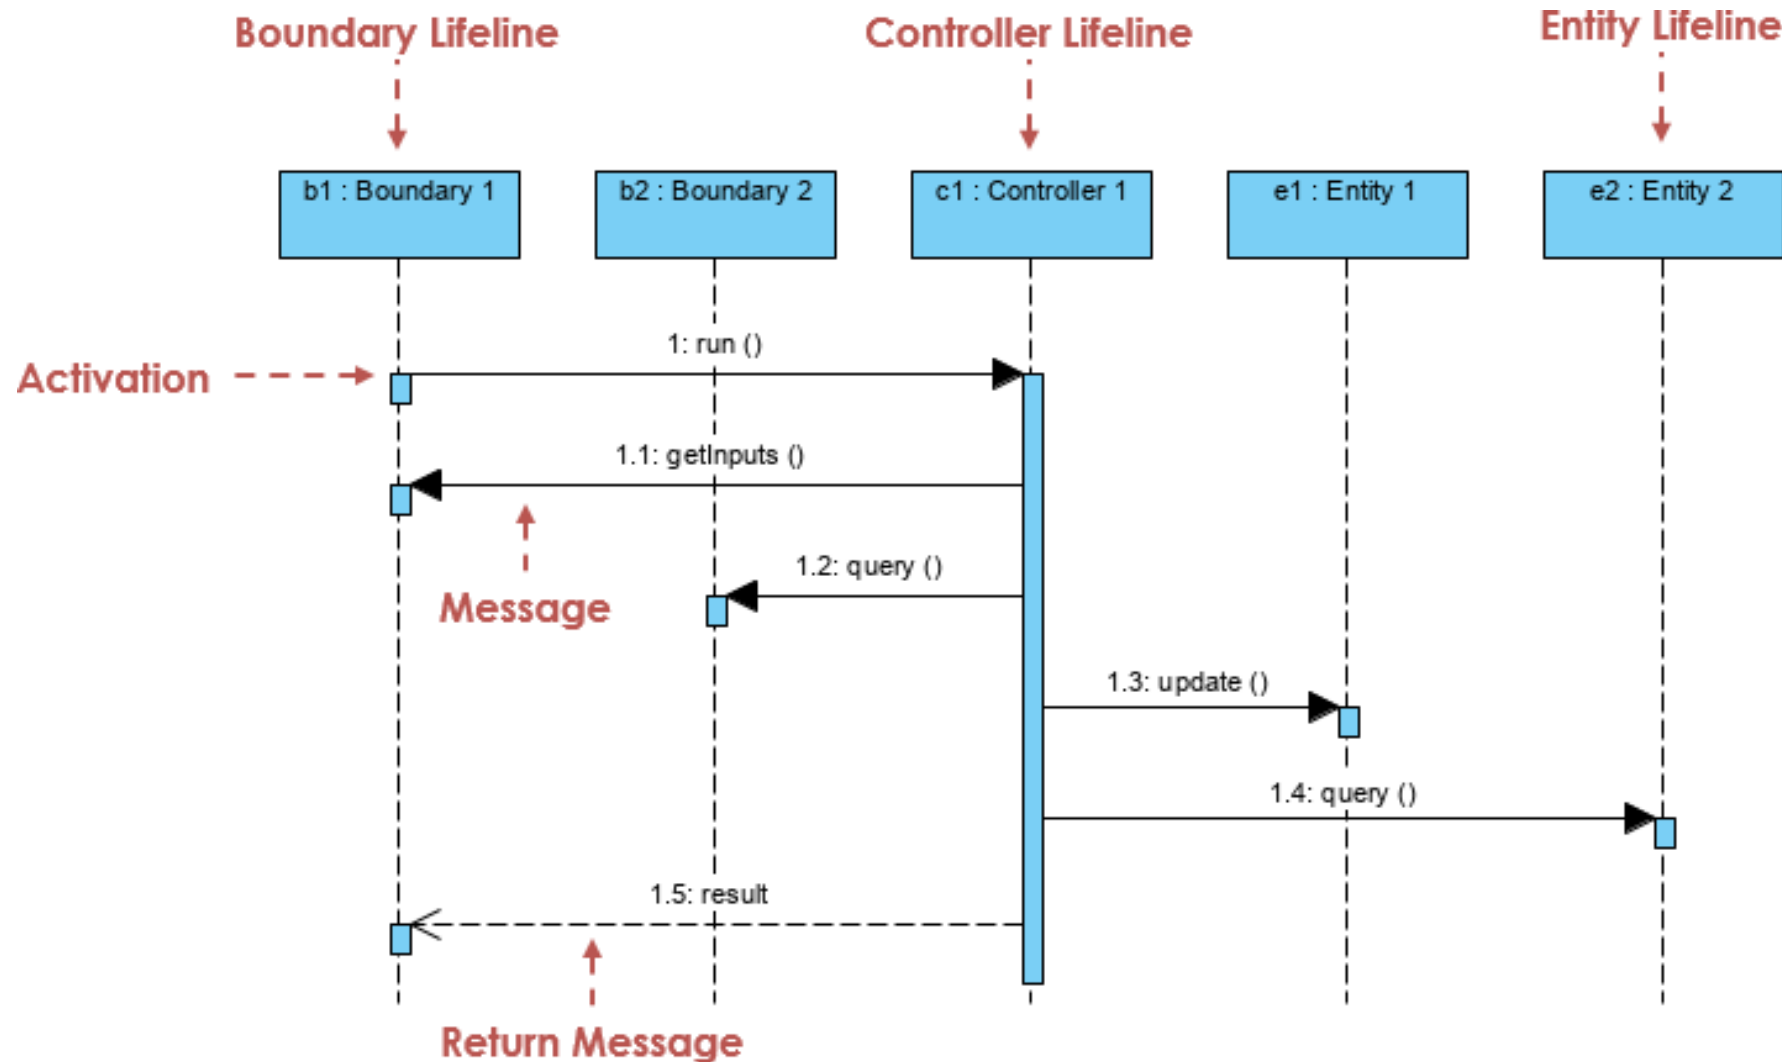 Boundary Lifeline
Controller Lifeline
Entity Lifeline
b1 : Boundary 1
b2 : Boundary 2
c1 : Controller 1
e1 : Entity 1
e2 : Entity 2
1: run ()
Activation
1.1: getInputs ()
1.2: query ()
Message
1.3: update ()
1.4: query ()
1.5: result
Return Message